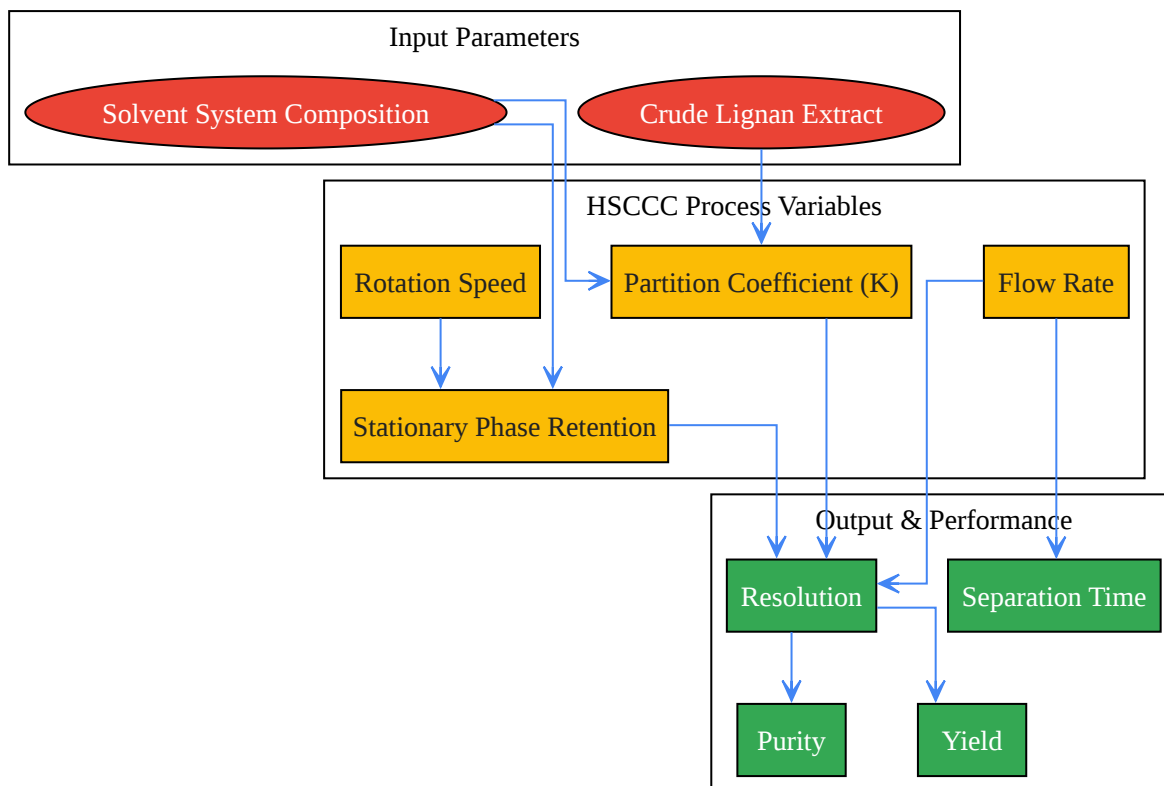 Input Parameters
Solvent System Composition
Crude Lignan Extract
HSCCC Process Variables
Rotation Speed
Partition Coefficient (K)
Flow Rate
Stationary Phase Retention
Output & Performance
Resolution
Separation Time
Purity
Yield